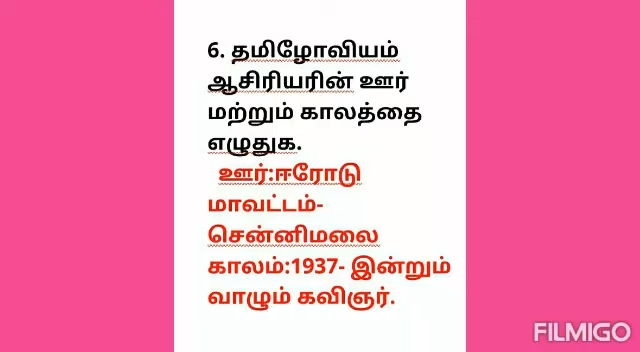 6. தமிழோவியம்
ஆசிரியரின் ஊர்
மற்றும் காலத்தை
எழுதுக.
ஊர்:ஈரோடு
மாவட்டம்-
சென்னிமலை
காலம்:1937- இன்றும்
வாழும் கவிஞர்.
FILMIGO